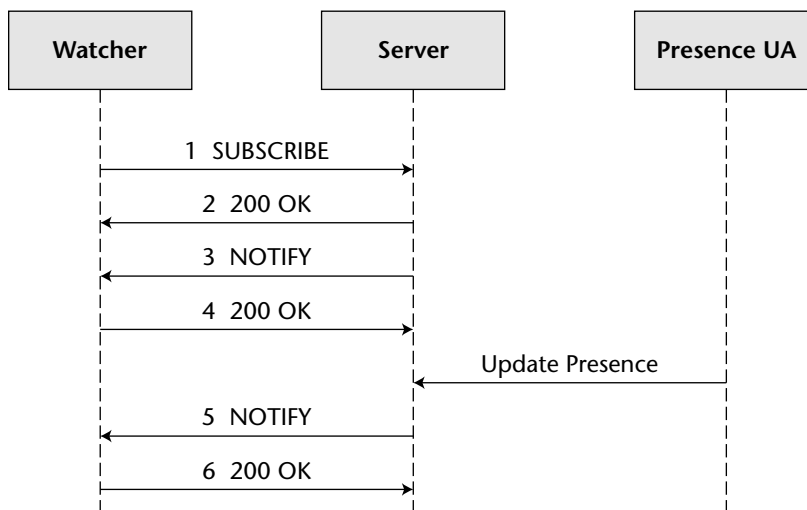 Watcher
Server
Presence UA
1 SUBSCRIBE
2 200 OK
3 NOTIFY
4 200 OK
Update Presence
5 NOTIFY
6 200 OK